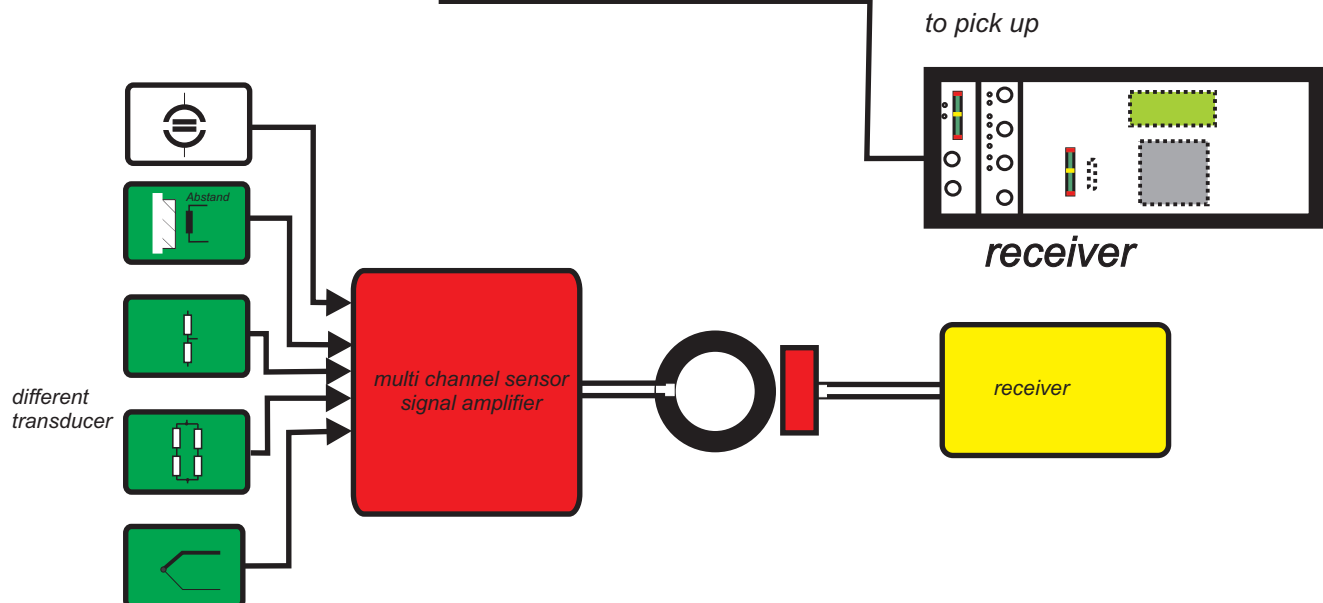 to pick up
receiver
Abstand
multi channel sensor
signal amplifier
receiver
different
transducer